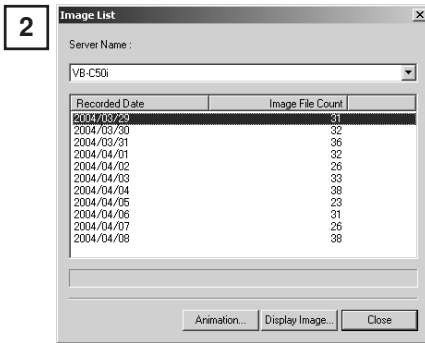 2
Image List
Server Name :
VB-C50i
Recorded Date Image File Count
2004/03/29 31
2004/03/30 32
2004/03/31 36
2004/04/01 32
2004/04/02 26
2004/04/03 33
2004/04/04 38
2004/04/05 23
2004/04/06 31
2004/04/07 26
2004/04/08 38
Animation... Display Image... Close